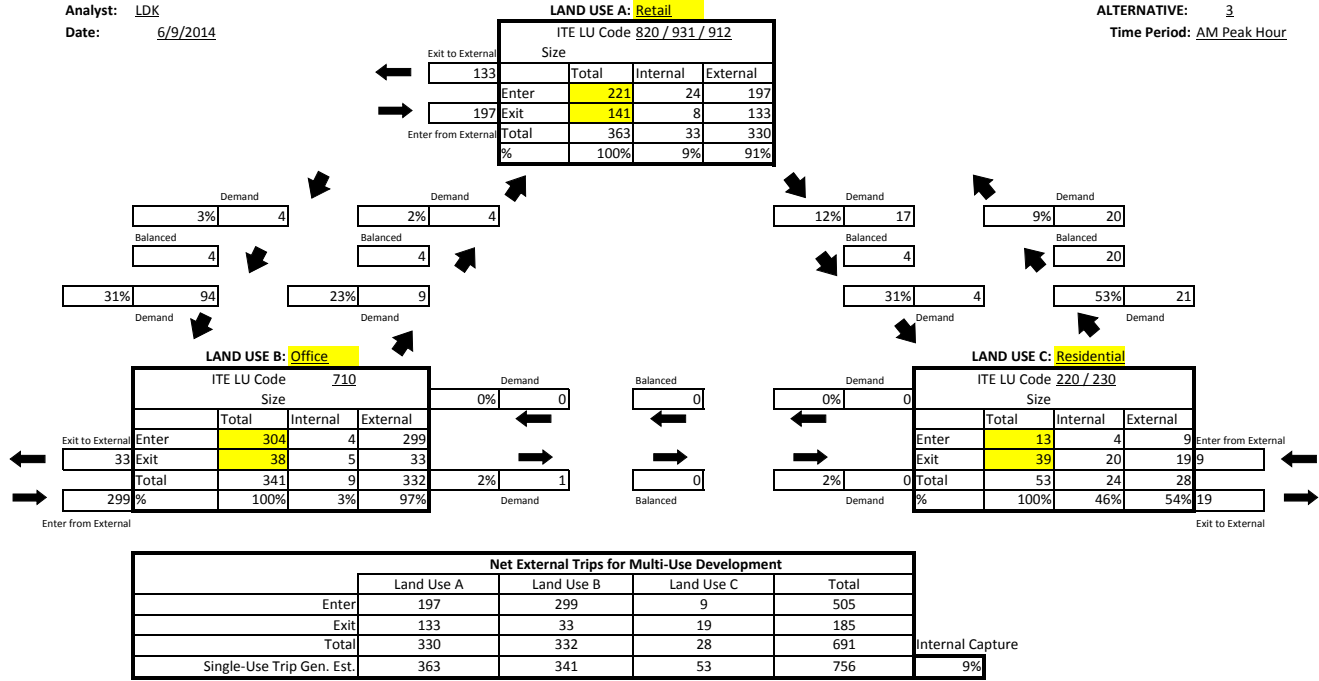 Analyst: LDK LAND USE A: Retail ALTERNATIVE: 3
Date: 6/9/2014 ITE LU Code 820 / 931 / 912 Time Period: AM Peak Hour
Exit to External Size
133 Total Internal External
Enter 221 24 197
197 Exit 141 8 133
Enter from External Total 363 33 330
% 100% 9% 91%
Demand Demand Demand Demand
3% 4 2% 4 12% 17 9% 20
Balanced Balanced Balanced Balanced
4 4 4 20
31% 94 23% 9 31% 4 53% 21
Demand Demand Demand Demand
LAND USE B: Office LAND USE C: Residential
ITE LU Code 710 Demand Balanced Demand ITE LU Code 220 / 230
Size 0% 0 0 0% 0 Size
Total Internal External Total Internal External
Exit to External Enter 304 4 299 Enter 13 4 9 Enter from External
33 Exit 38 5 33 Exit 39 20 19 9
Total 341 9 332 2% 1 0 2% 0 Total 53 24 28
299 % 100% 3% 97% Demand Balanced Demand % 100% 46% 54% 19
Enter from External Exit to External
Net External Trips for Multi-Use Development
Land Use A Land Use B Land Use C Total
Enter 197 299 9 505
Exit 133 33 19 185
Total 330 332 28 691 Internal Capture
Single-Use Trip Gen. Est. 363 341 53 756 9%